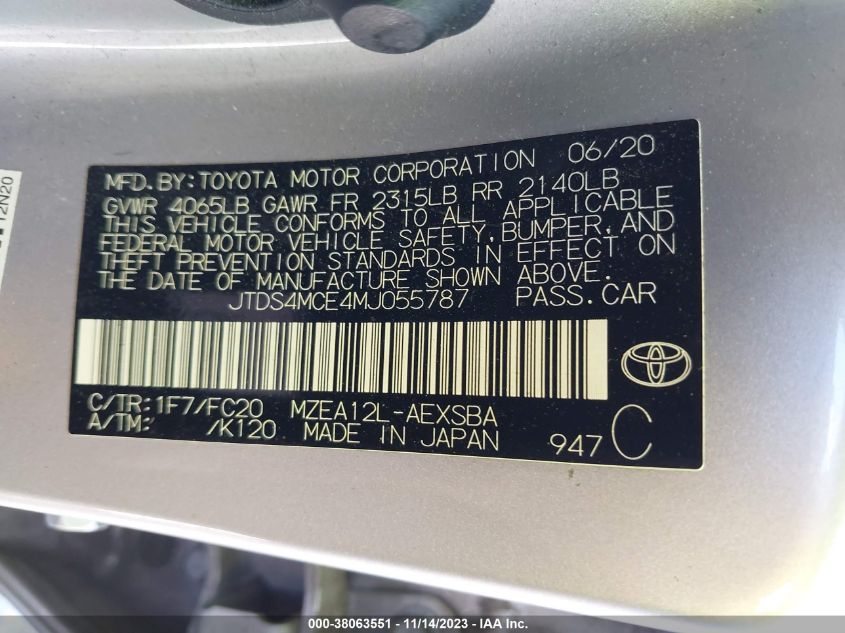 MFD. BY: TOYOTA MOTOR CORPORATION 06/20
GVWR 4065LB GAWR FR 2315LB RR 2140LB
THIS VEHICLE CONFORMS TO ALL APPLICABLE
FEDERAL MOTOR VEHICLE SAFETY, BUMPER, AND
THEFT PREVENTION STANDARDS IN EFFECT ON
THE DATE OF MANUFACTURE SHOWN ABOVE.
JTDS4MCE4MJ055787 PASS. CAR
C/TR: 1F7/FC20 MZEA12L-AEXSBA
A/TM: /K120 MADE IN JAPAN 947 C
12N20
000-38063551 - 11/14/2023 - IAA Inc.